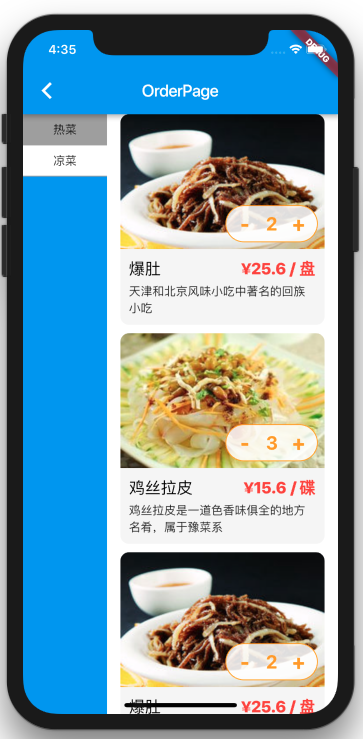 4:35
DEBUG
OrderPage
热菜
凉菜
- 2 +
爆肚 ¥25.6 / 盘
天津和北京风味小吃中著名的回族
小吃
- 3 +
鸡丝拉皮 ¥15.6 / 碟
鸡丝拉皮是一道色香味俱全的地方
名肴，属于豫菜系
- 2 +
爆肚 ¥25.6 / 盘